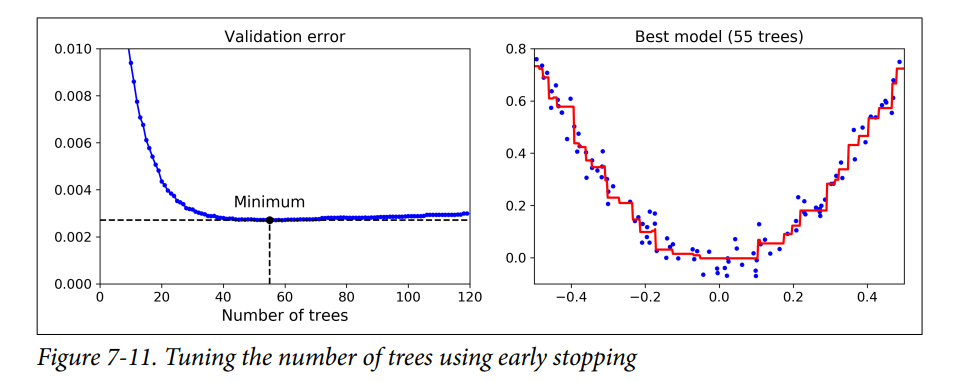 Validation error
0.010
0.008
0.006
0.004
0.002
0.000
Minimum
0 20 40 60 80 100 120
Number of trees
Best model (55 trees)
0.8
0.6
0.4
0.2
0.0
−0.4 −0.2 0.0 0.2 0.4
Figure 7-11. Tuning the number of trees using early stopping